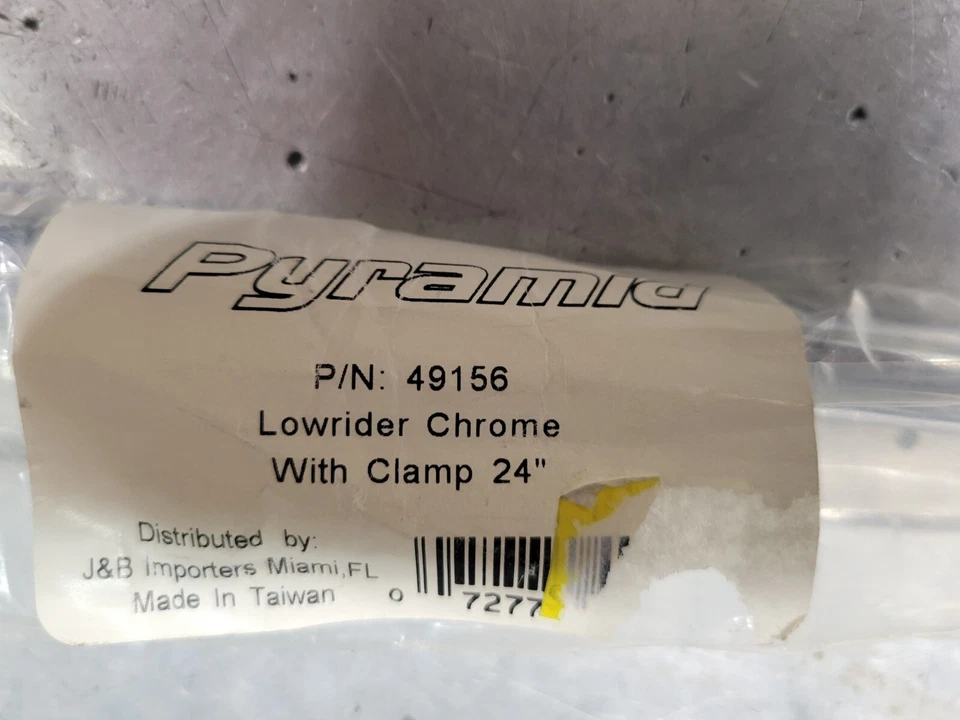 Pyramid
P/N: 49156
Lowrider Chrome
With Clamp 24"
Distributed by:
J&B Importers Miami,FL
Made In Taiwan
0 7277